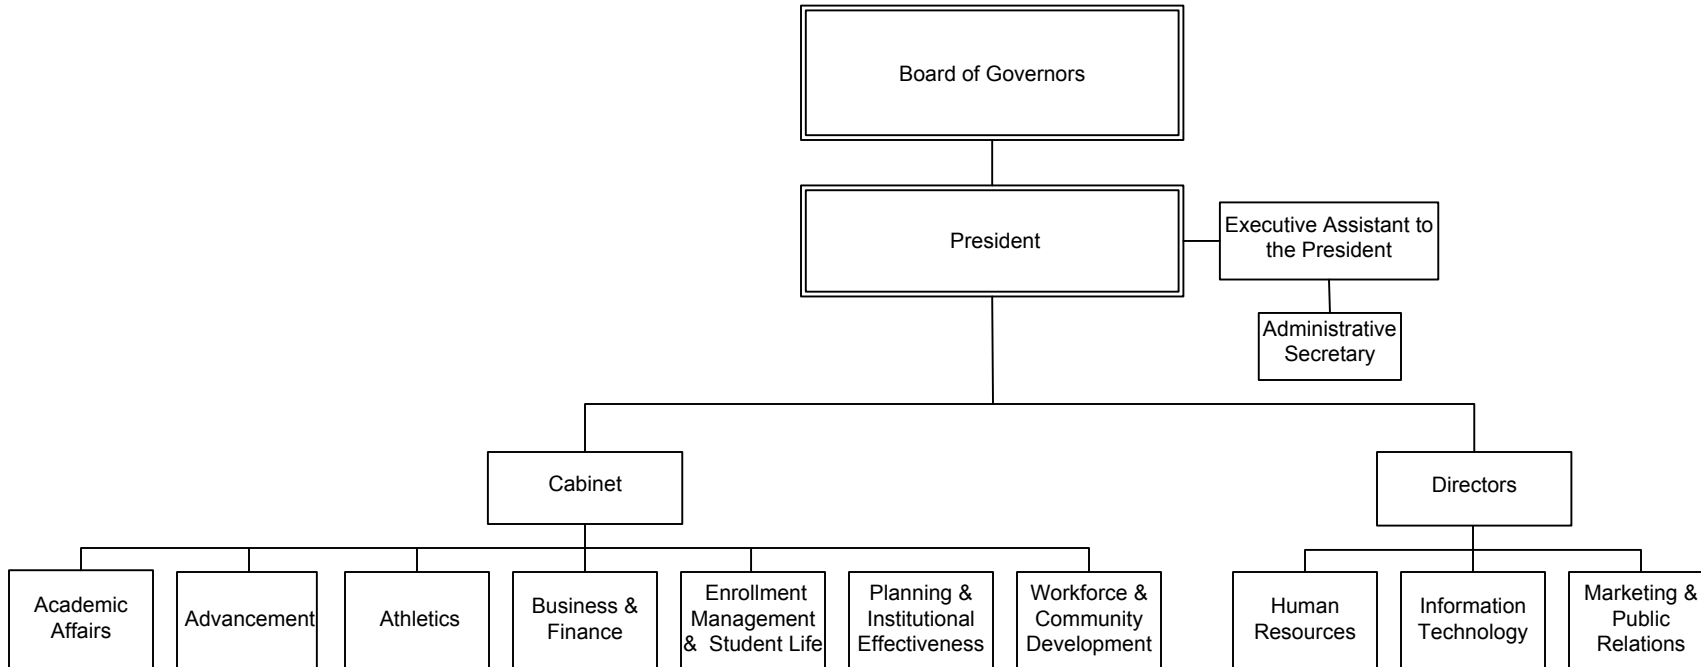 Board of Governors
President
Executive Assistant to
the President
Administrative
Secretary
Cabinet
Directors
Academic
Affairs
Advancement
Athletics
Business &
Finance
Enrollment
Management
& Student Life
Planning &
Institutional
Effectiveness
Workforce &
Community
Development
Human
Resources
Information
Technology
Marketing &
Public
Relations